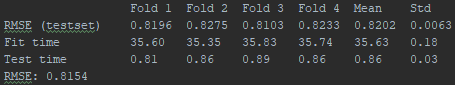 Fold 1 Fold 2 Fold 3 Fold 4 Mean Std
RMSE (testset) 0.8196 0.8275 0.8103 0.8233 0.8202 0.0063
Fit time 35.60 35.35 35.83 35.74 35.63 0.18
Test time 0.81 0.86 0.89 0.86 0.86 0.03
RMSE: 0.8154